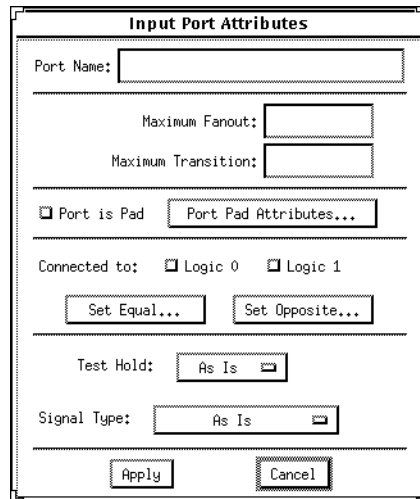 Input Port Attributes
Port Name:
Maximum Fanout:
Maximum Transition:
Port is Pad Port Pad Attributes...
Connected to: Logic 0 Logic 1
Set Equal... Set Opposite...
Test Hold: As Is
Signal Type: As Is
Apply Cancel